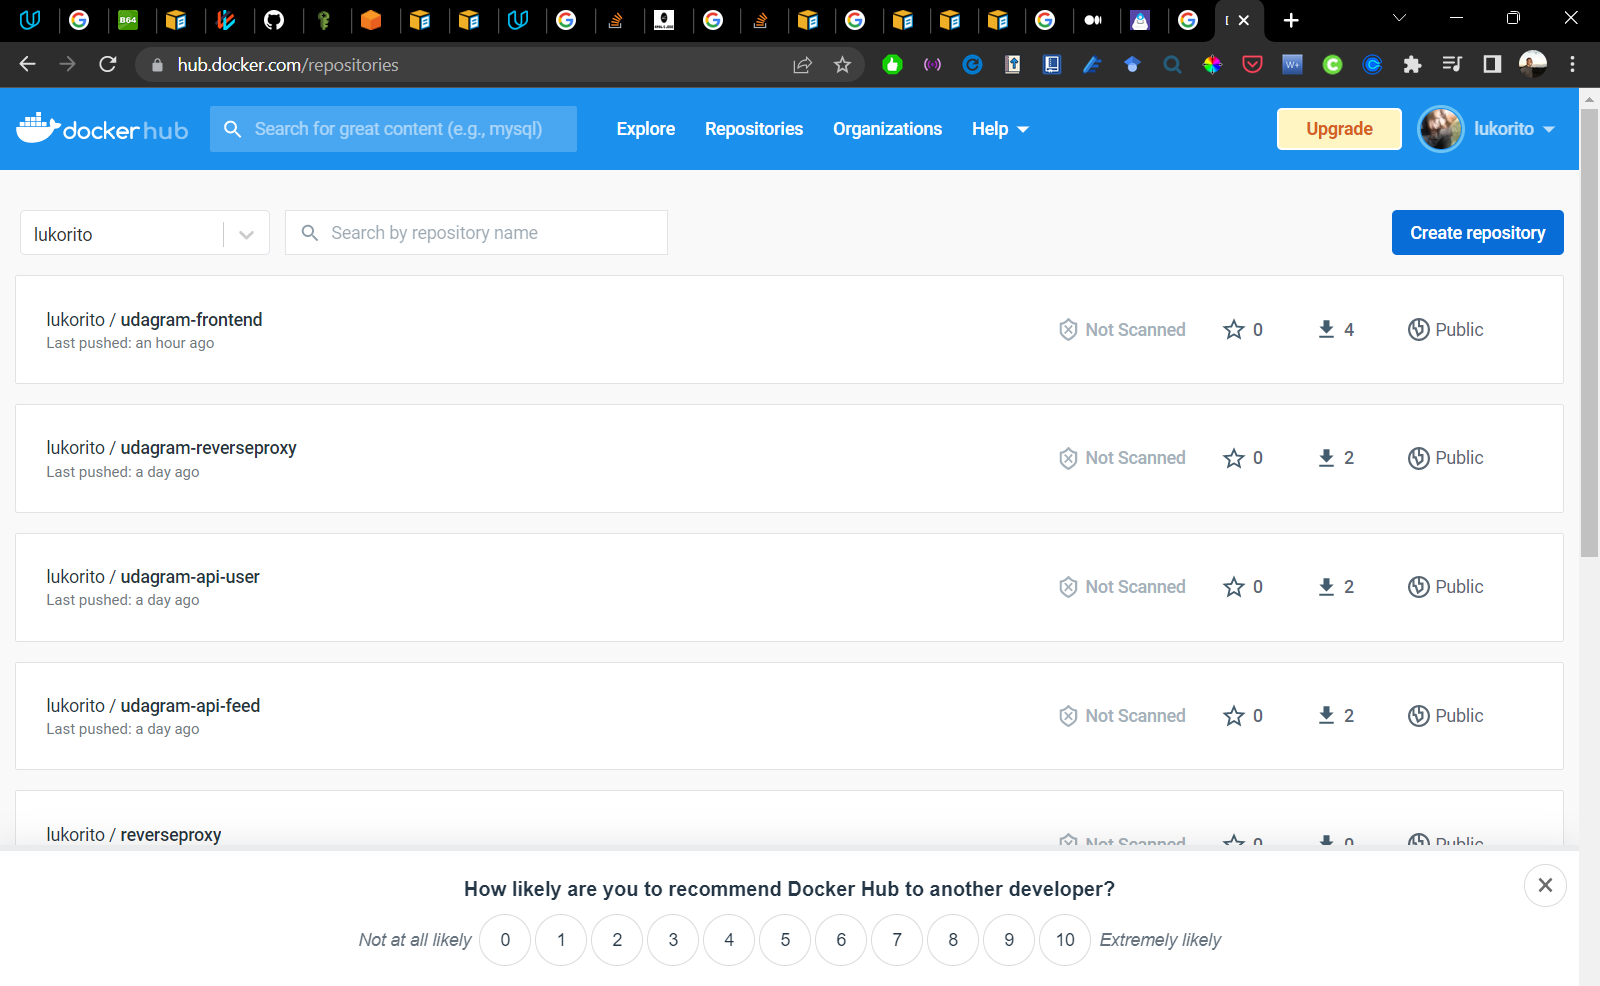 B64
hub.docker.com/repositories
W+
docker hub
Search for great content (e.g., mysql)
Explore
Repositories
Organizations
Help
Upgrade
lukorito
lukorito
Search by repository name
Create repository
lukorito / udagram-frontend
Last pushed: an hour ago
Not Scanned
0
4
Public
lukorito / udagram-reverseproxy
Last pushed: a day ago
Not Scanned
0
2
Public
lukorito / udagram-api-user
Last pushed: a day ago
Not Scanned
0
2
Public
lukorito / udagram-api-feed
Last pushed: a day ago
Not Scanned
0
2
Public
lukorito / reverseproxy
Not Scanned
0
0
Public
How likely are you to recommend Docker Hub to another developer?
Not at all likely 0 1 2 3 4 5 6 7 8 9 10 Extremely likely